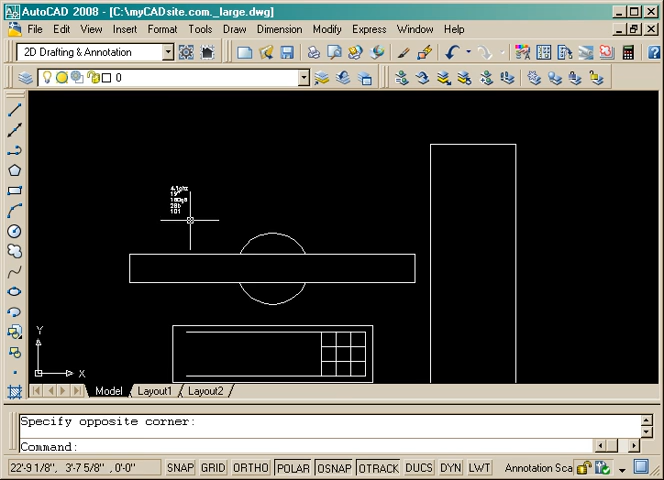 AutoCAD 2008 - [C:\myCADsite.com._large.dwg]
File Edit View Insert Format Tools Draw Dimension Modify Express Window Help
2D Drafting & Annotation
0
19"
101
Y
X
Model Layout1 Layout2
Specify opposite corner:
Command:
22'-9 1/8", 3'-7 5/8" , 0'-0" SNAP GRID ORTHO POLAR OSNAP OTRACK DUCS DYN LWT Annotation Sca